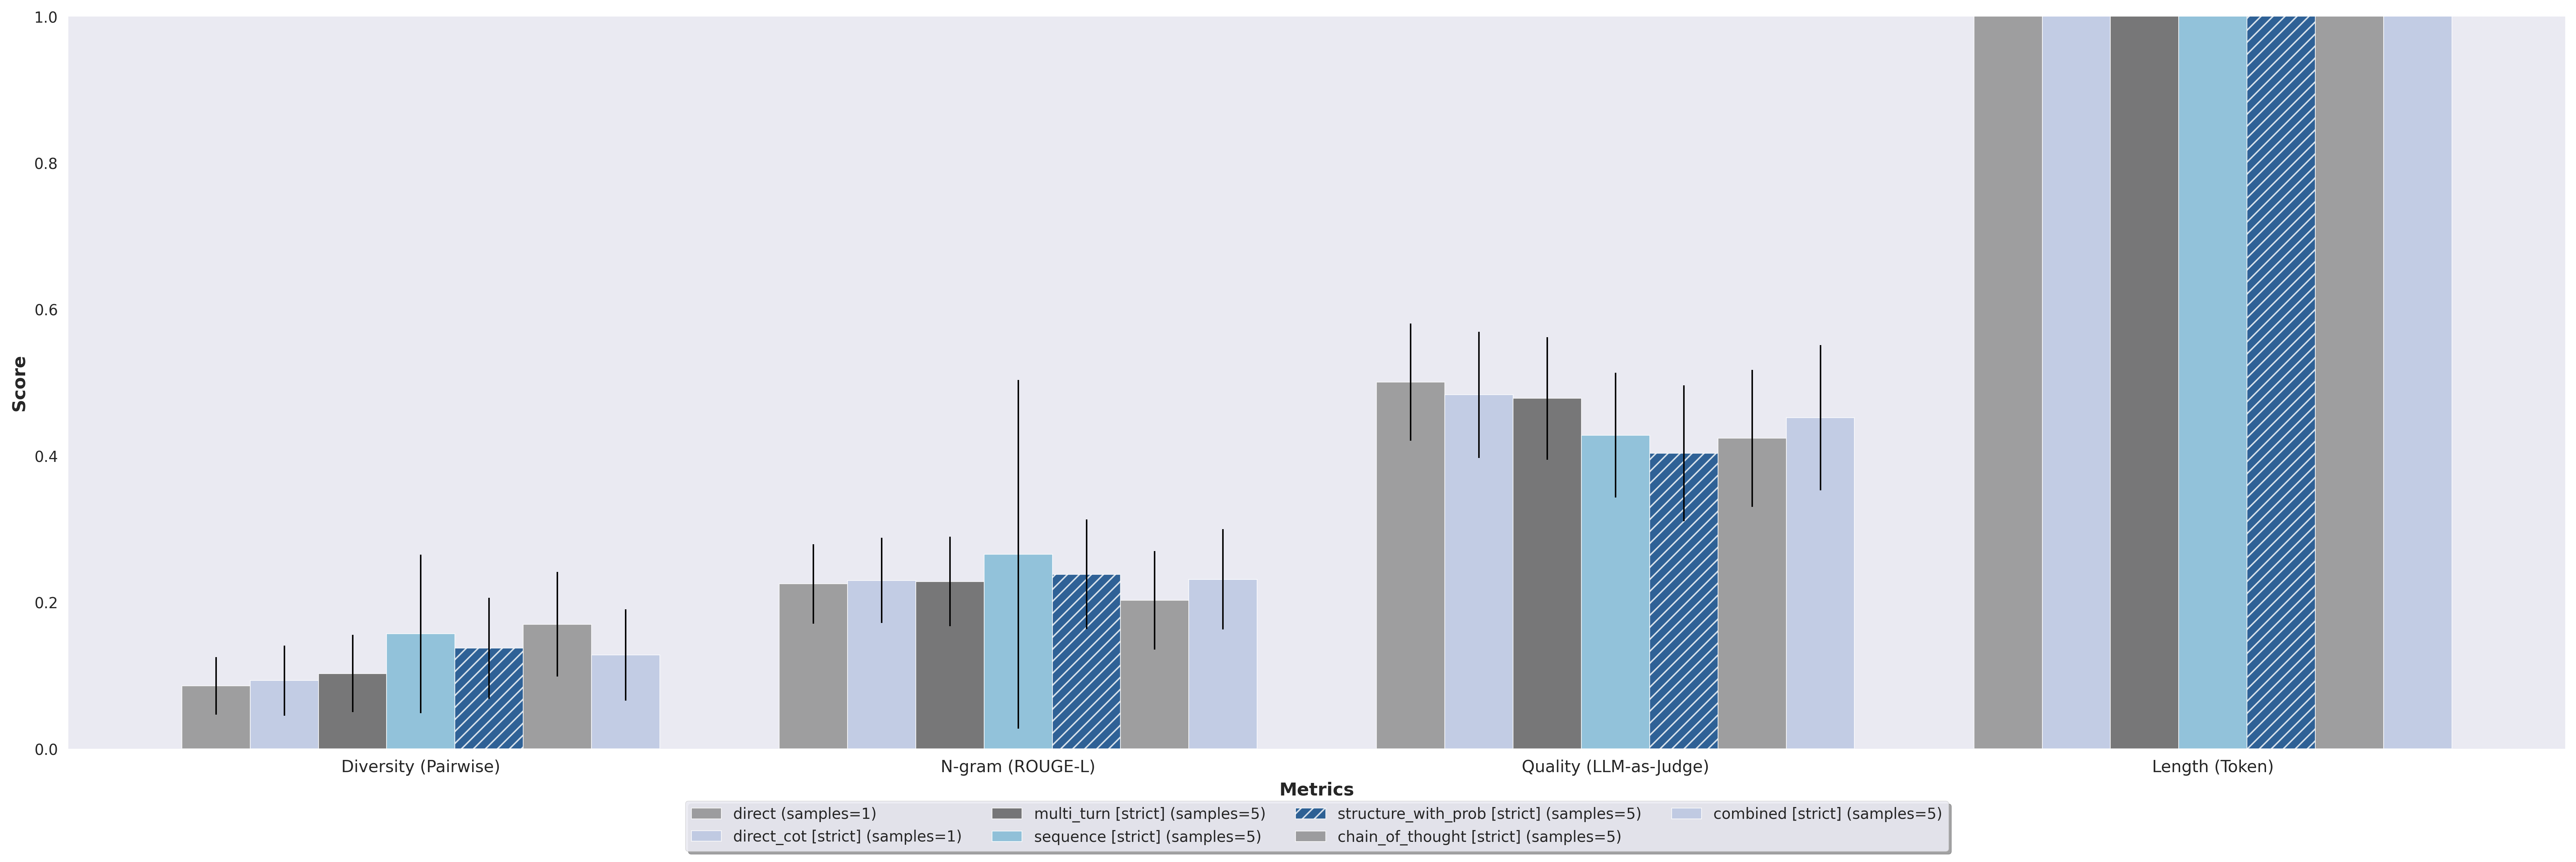 1.0
0.8
0.6
0.4
0.2
0.0
Score
Diversity (Pairwise)
N-gram (ROUGE-L)
Quality (LLM-as-Judge)
Length (Token)
Metrics
direct (samples=1)
direct_cot [strict] (samples=1)
multi_turn [strict] (samples=5)
sequence [strict] (samples=5)
structure_with_prob [strict] (samples=5)
chain_of_thought [strict] (samples=5)
combined [strict] (samples=5)